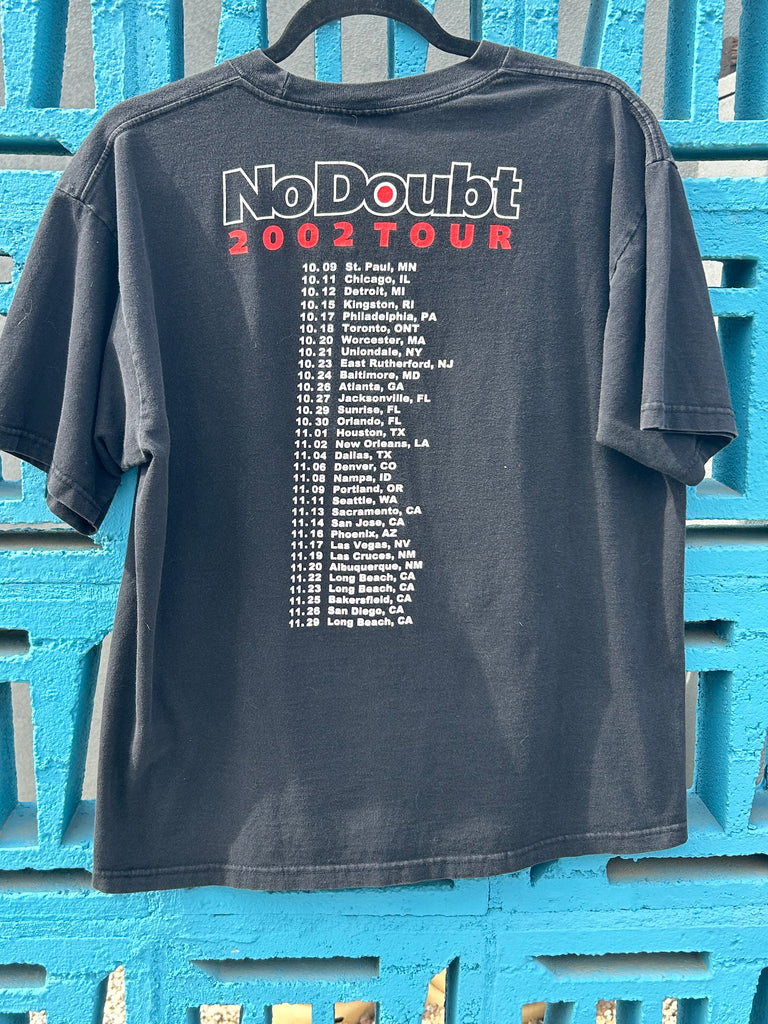 NoDoubt
2002 TOUR
10.09 St. Paul, MN
10.11 Chicago, IL
10.12 Detroit, MI
10.15 Kingston, RI
10.17 Philadelphia, PA
10.18 Toronto, ONT
10.20 Worcester, MA
10.21 Uniondale, NY
10.23 East Rutherford, NJ
10.24 Baltimore, MD
10.26 Atlanta, GA
10.27 Jacksonville, FL
10.29 Sunrise, FL
10.30 Orlando, FL
11.01 Houston, TX
11.02 New Orleans, LA
11.04 Dallas, TX
11.06 Denver, CO
11.08 Nampa, ID
11.09 Portland, OR
11.11 Seattle, WA
11.13 Sacramento, CA
11.14 San Jose, CA
11.16 Phoenix, AZ
11.17 Las Vegas, NV
11.19 Las Cruces, NM
11.20 Albuquerque, NM
11.22 Long Beach, CA
11.23 Long Beach, CA
11.25 Bakersfield, CA
11.26 San Diego, CA
11.29 Long Beach, CA